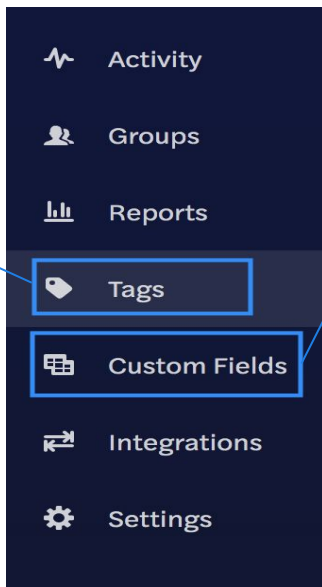 Activity
Groups
Reports
Tags
Custom Fields
Integrations
Settings